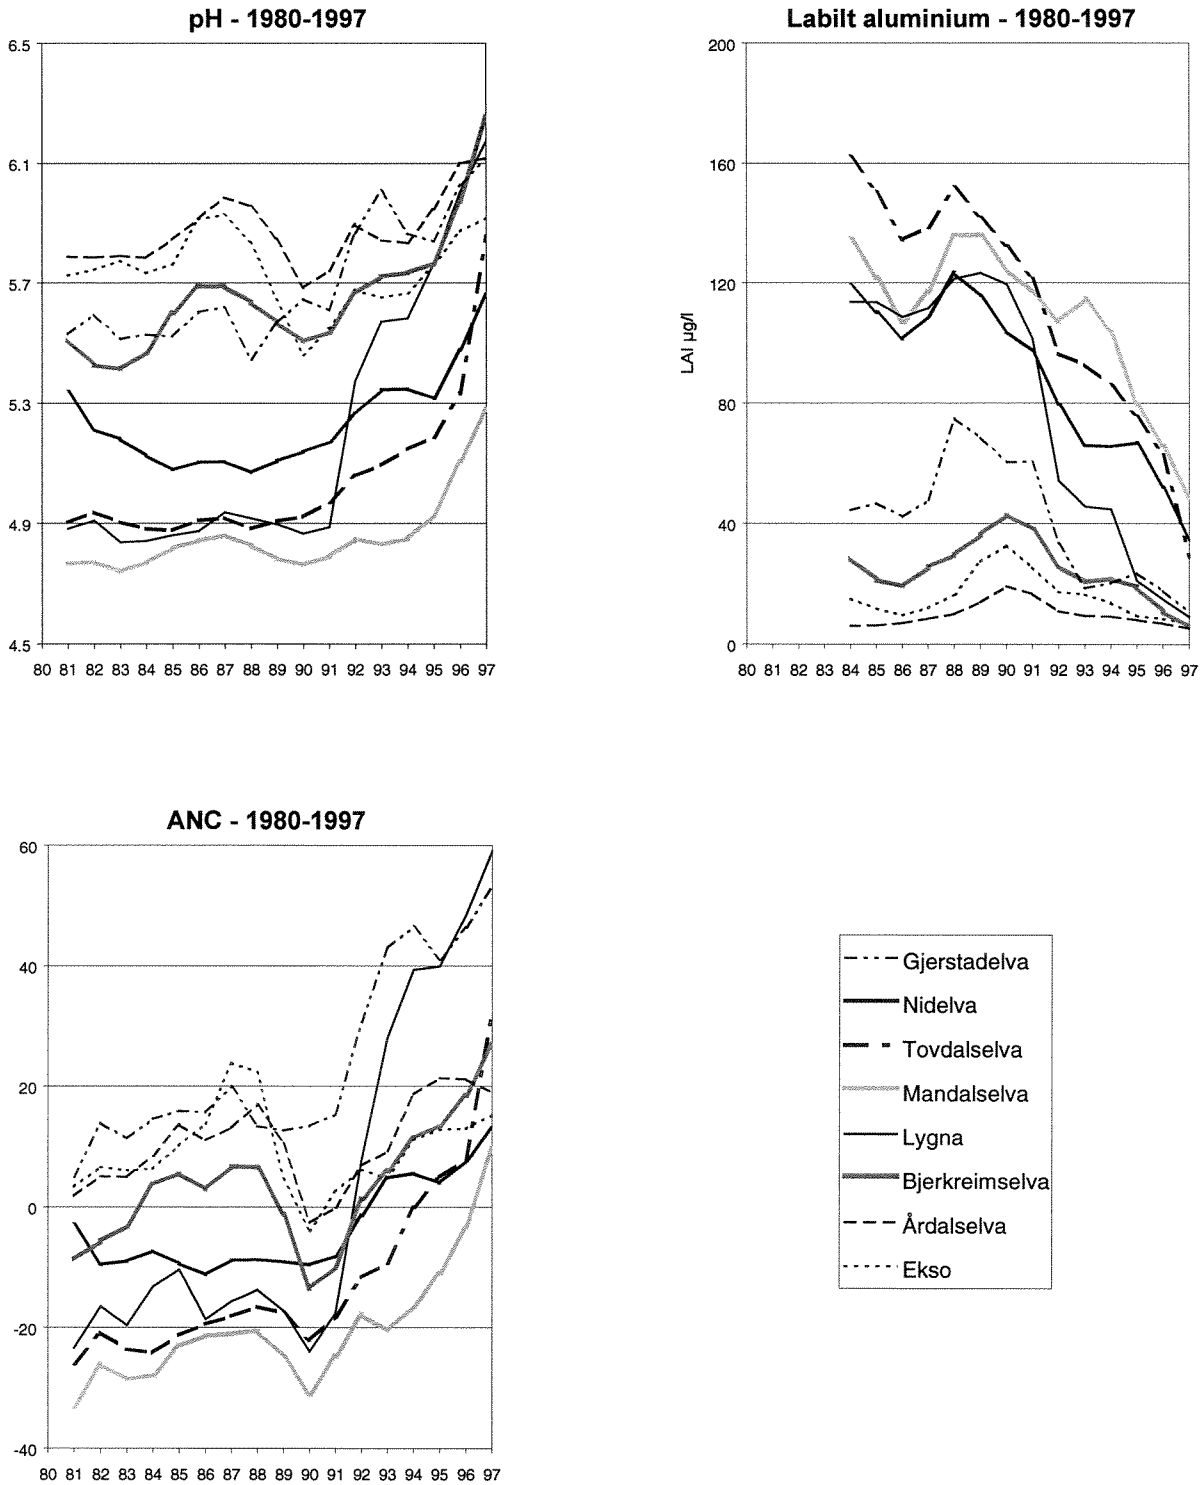 pH - 1980-1997
6.5
6.1
5.7
5.3
4.9
4.5
80 81 82 83 84 85 86 87 88 89 90 91 92 93 94 95 96 97
Labilt aluminium - 1980-1997
LAl µg/l
200
160
120
80
40
0
80 81 82 83 84 85 86 87 88 89 90 91 92 93 94 95 96 97
ANC - 1980-1997
60
40
20
0
-20
-40
80 81 82 83 84 85 86 87 88 89 90 91 92 93 94 95 96 97
Gjerstadelva
Nidelva
Tovdalselva
Mandalselva
Lygna
Bjerkreimselva
Årdalselva
Ekso